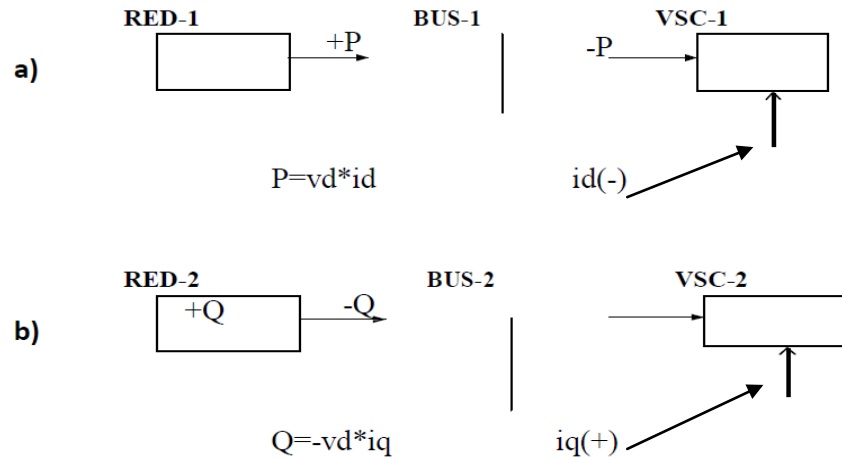 RED-1 BUS-1 VSC-1
a) +P -P
P=vd*id id(-)
RED-2 BUS-2 VSC-2
+Q -Q
b)
Q=-vd*iq iq(+)